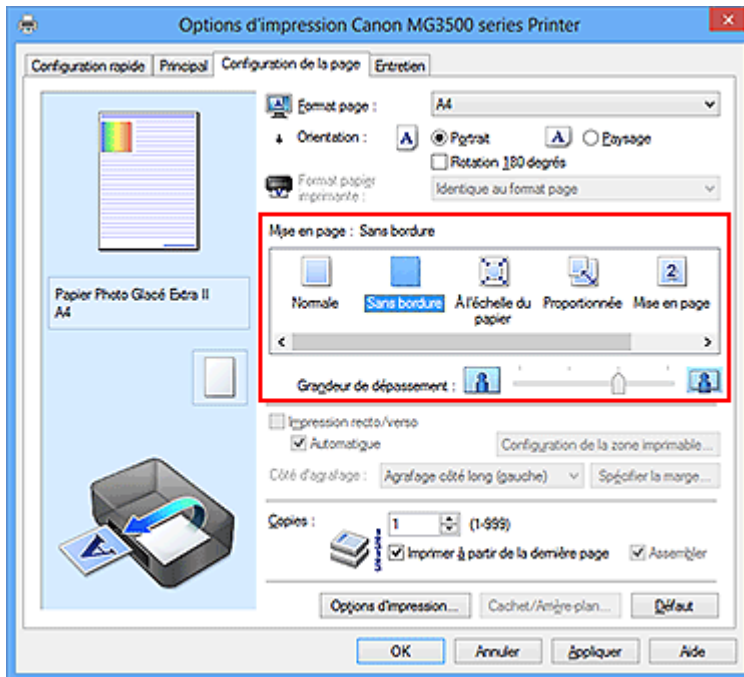 Options d'impression Canon MG3500 series Printer
Configuration rapide Principal Configuration de la page Entretien
Format page : A4
Orientation : A Portrait A Paysage
Rotation 180 degrés
Format papier imprimante : Identique au format page
Mise en page : Sans bordure
Normale Sans bordure À l'échelle du papier Proportionnée 2 Mise en page
Papier Photo Glacé Extra II
A4
Grandeur de dépassement :
Impression recto/verso
Automatique Configuration de la zone imprimable...
Côté d'agrafage : Agrafage côté long (gauche) Spécifier la marge...
Copies : 1 (1-999)
Imprimer à partir de la dernière page Assembler
Options d'impression... Cachet/Arrière-plan... Défaut
OK Annuler Appliquer Aide